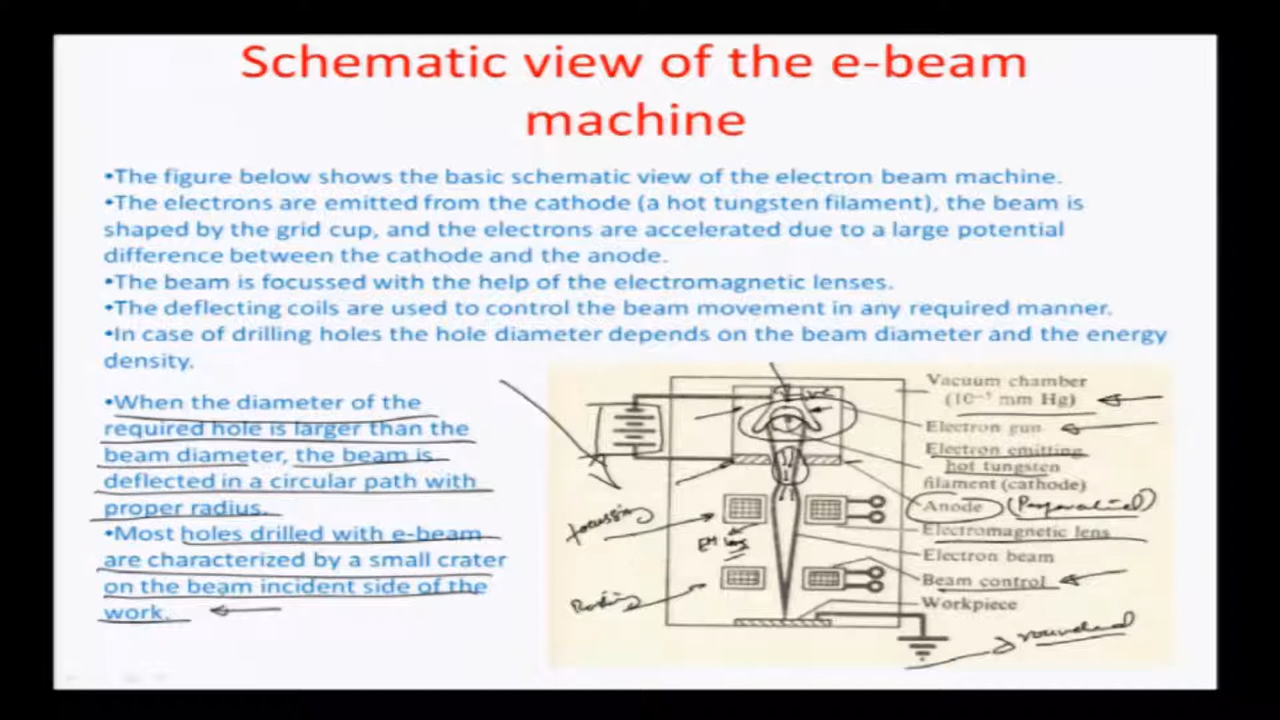 Schematic view of the e-beam
machine
•The figure below shows the basic schematic view of the electron beam machine.
•The electrons are emitted from the cathode (a hot tungsten filament), the beam is
shaped by the grid cup, and the electrons are accelerated due to a large potential
difference between the cathode and the anode.
•The beam is focussed with the help of the electromagnetic lenses.
•The deflecting coils are used to control the beam movement in any required manner.
•In case of drilling holes the hole diameter depends on the beam diameter and the energy
density.
•When the diameter of the
required hole is larger than the
beam diameter, the beam is
deflected in a circular path with
proper radius.
•Most holes drilled with e-beam
are characterized by a small crater
on the beam incident side of the
work.
Vacuum chamber
(10⁻⁵ mm Hg)
Electron gun
Electron emitting
hot tungsten
filament (cathode)
Anode (Perforated)
Electromagnetic lens
Electron beam
Beam control
Workpiece
focussing
EM lens
grounded